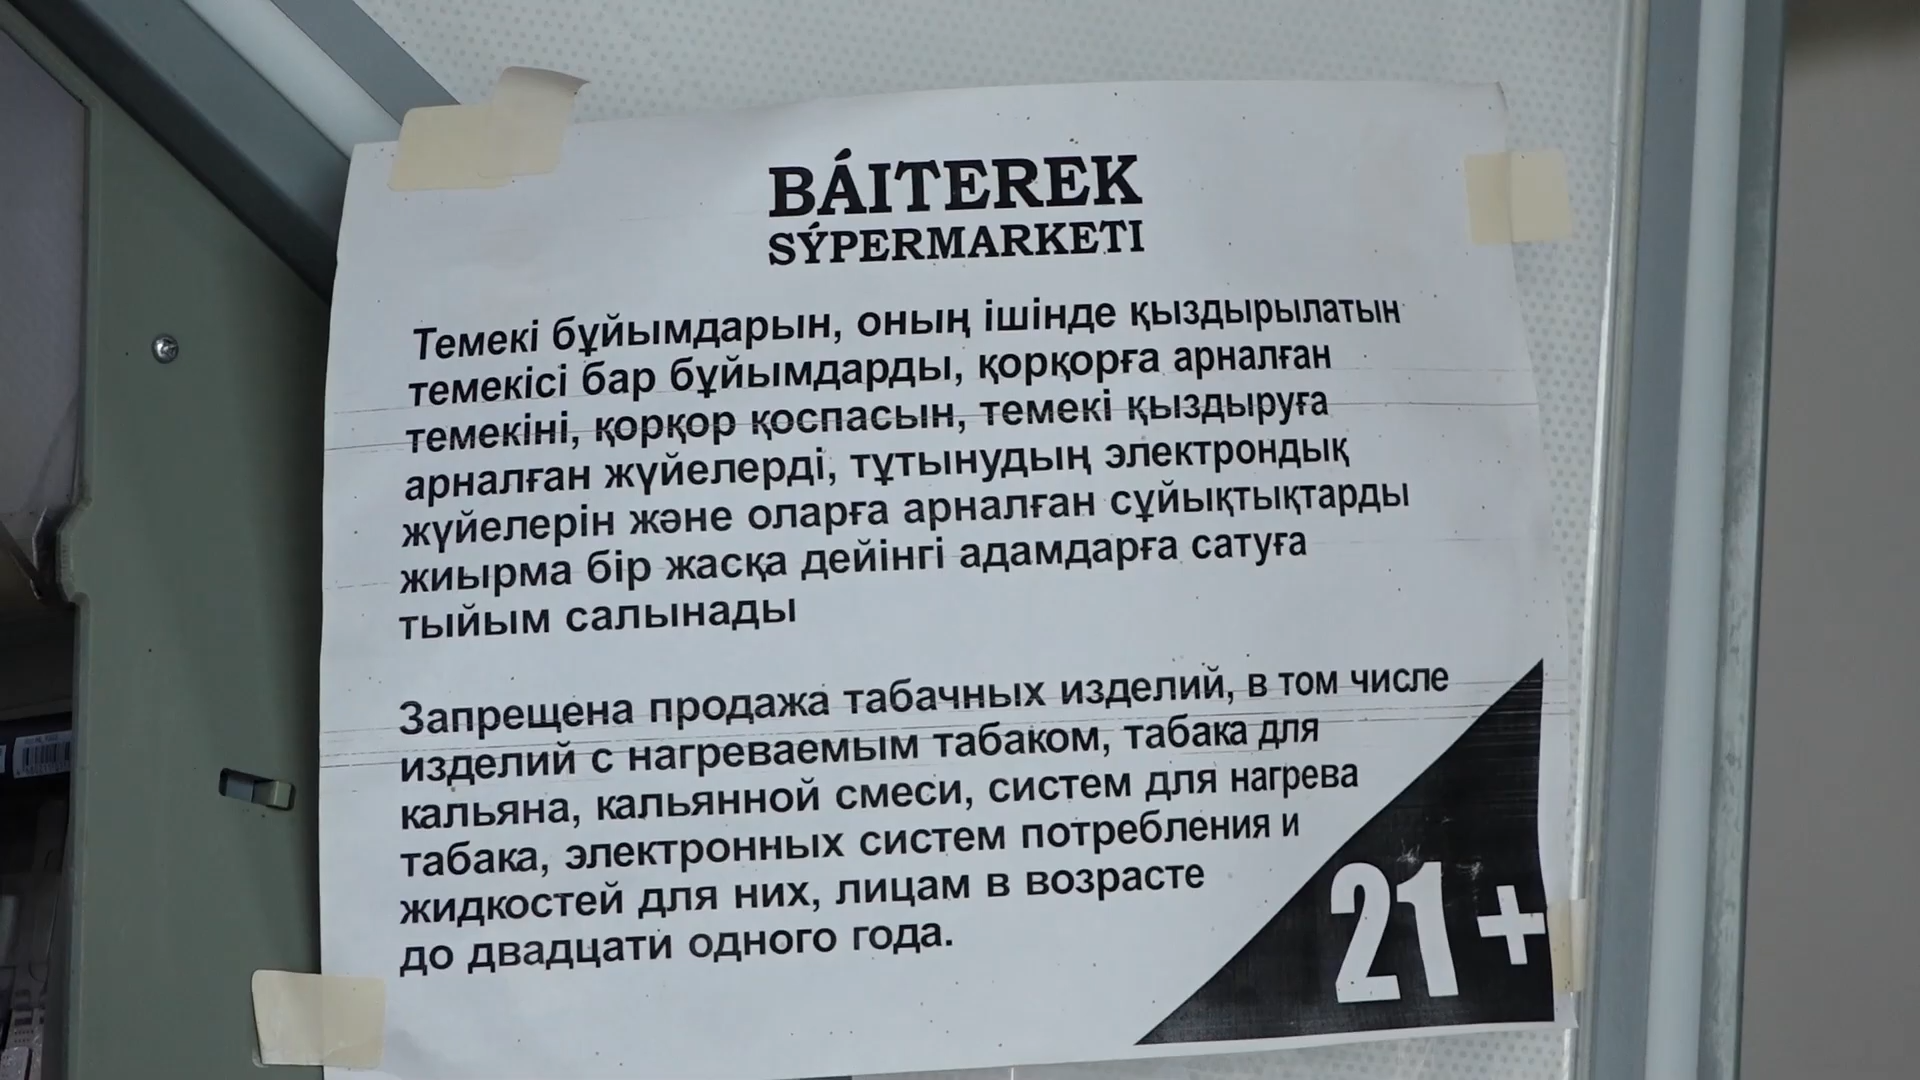 BÁITEREK
SÝPERMARKETI
Темекі бұйымдарын, оның ішінде қыздырылатын
темекісі бар бұйымдарды, қорқорға арналған
темекіні, қорқор қоспасын, темекі қыздыруға
арналған жүйелерді, тұтынудың электрондық
жүйелерін және оларға арналған сұйықтықтарды
жиырма бір жасқа дейінгі адамдарға сатуға
тыйым салынады
Запрещена продажа табачных изделий, в том числе
изделий с нагреваемым табаком, табака для
кальяна, кальянной смеси, систем для нагрева
табака, электронных систем потребления и
жидкостей для них, лицам в возрасте
до двадцати одного года.
21+